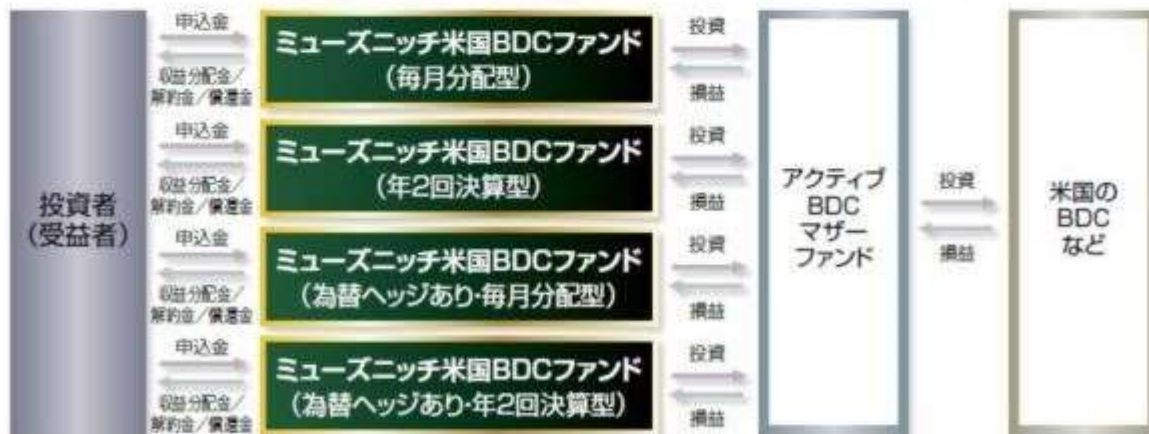 投資者
(受益者)
申込金
収益分配金/
解約金/償還金
ミューズニッチ米国BDCファンド
(毎月分配型)
投資
損益
申込金
収益分配金/
解約金/償還金
ミューズニッチ米国BDCファンド
(年2回決算型)
投資
損益
申込金
収益分配金/
解約金/償還金
ミューズニッチ米国BDCファンド
(為替ヘッジあり・毎月分配型)
投資
損益
申込金
収益分配金/
解約金/償還金
ミューズニッチ米国BDCファンド
(為替ヘッジあり・年2回決算型)
投資
損益
アクティブ
BDC
マザー
ファンド
投資
損益
米国の
BDC
など